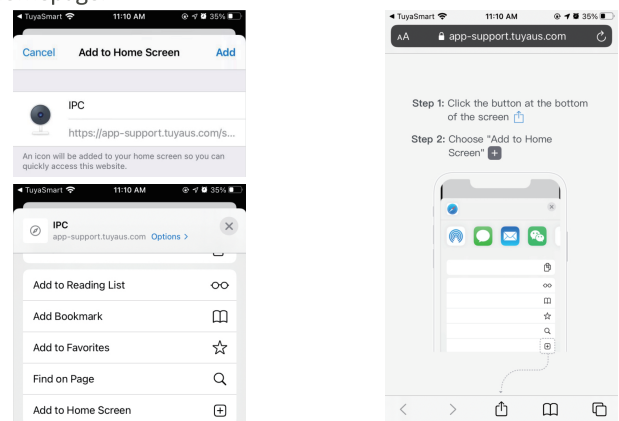 TuyaSmart 11:10 AM 35%
Cancel Add to Home Screen Add
IPC
https://app-support.tuyaus.com/s...
An icon will be added to your home screen so you can
quickly access this website.
TuyaSmart 11:10 AM 35%
IPC
app-support.tuyaus.com Options >
Add to Reading List
Add Bookmark
Add to Favorites
Find on Page
Add to Home Screen
TuyaSmart 11:10 AM 35%
AA app-support.tuyaus.com
Step 1: Click the button at the bottom
of the screen
Step 2: Choose "Add to Home
Screen"